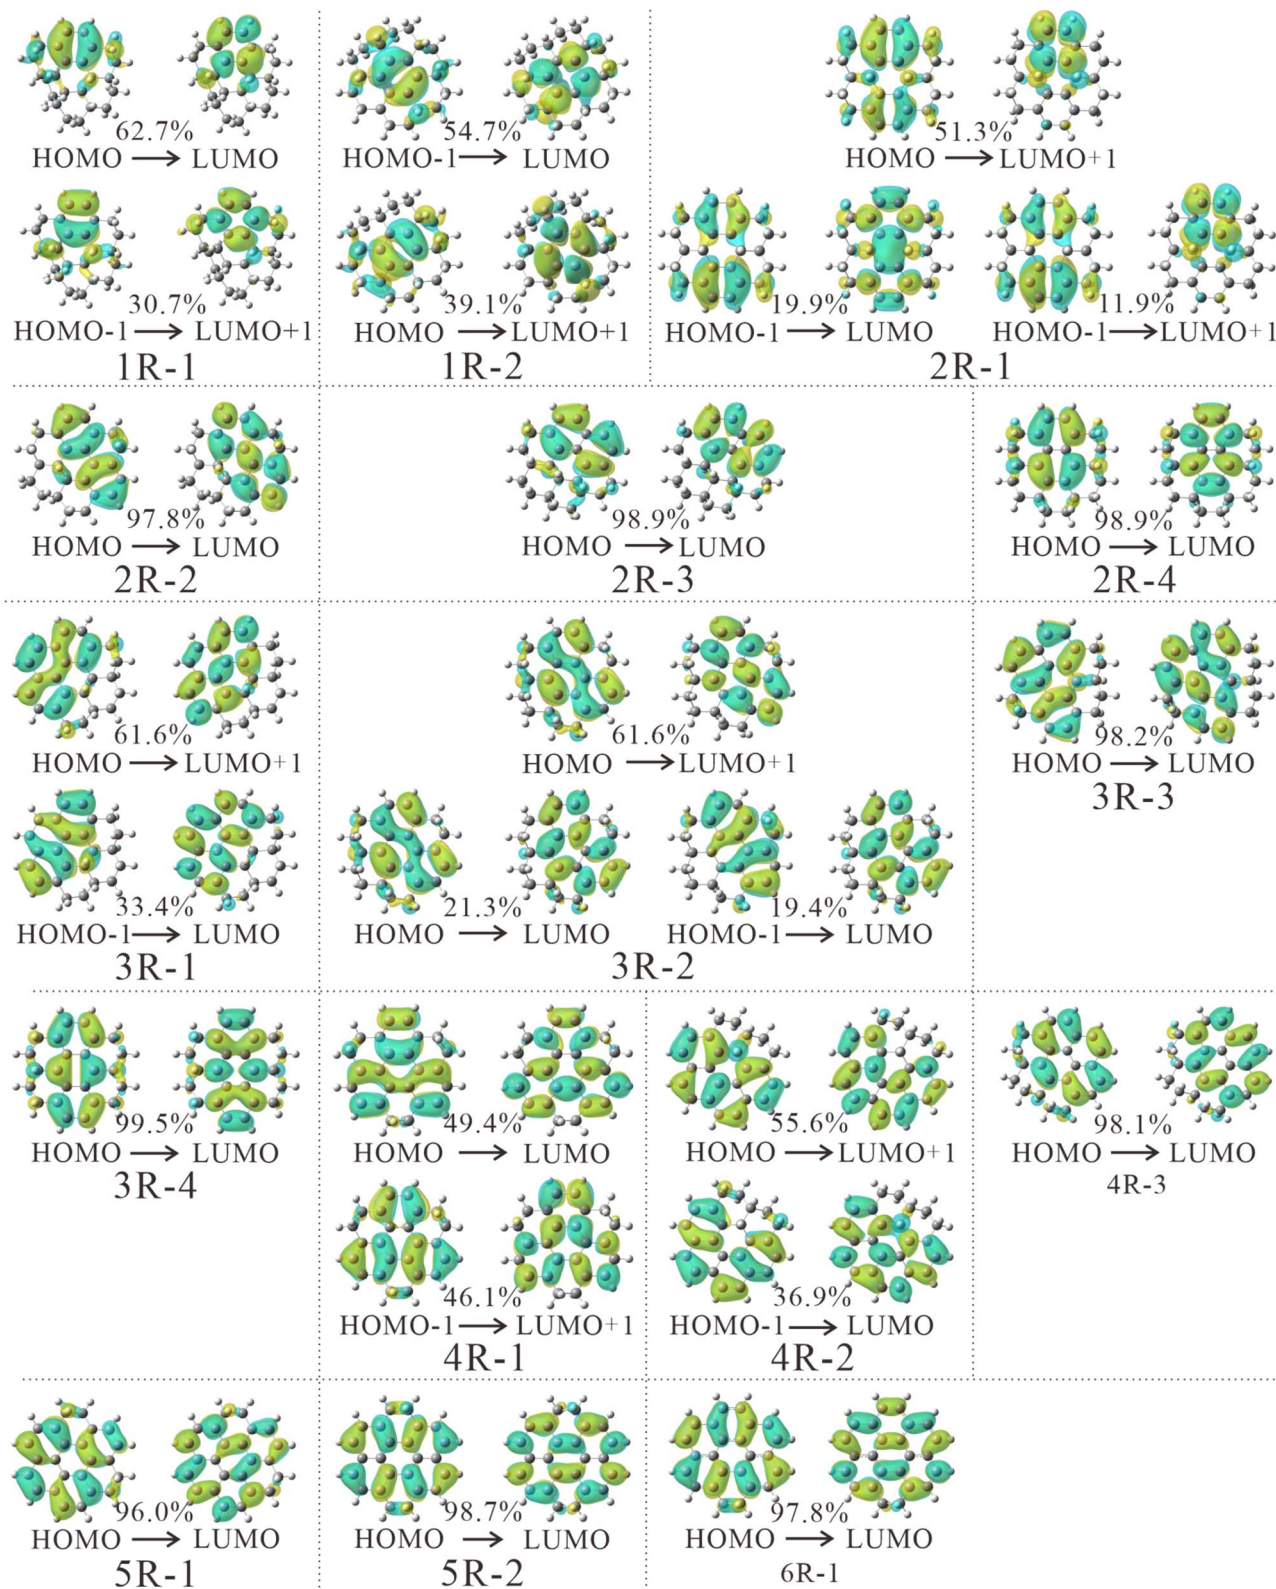 62.7%
HOMO → LUMO
30.7%
HOMO-1 → LUMO+1
1R-1
54.7%
HOMO-1 → LUMO
39.1%
HOMO → LUMO+1
1R-2
51.3%
HOMO → LUMO+1
19.9%
HOMO-1 → LUMO
11.9%
HOMO-1 → LUMO+1
2R-1
97.8%
HOMO → LUMO
2R-2
98.9%
HOMO → LUMO
2R-3
98.9%
HOMO → LUMO
2R-4
61.6%
HOMO → LUMO+1
33.4%
HOMO-1 → LUMO
3R-1
61.6%
HOMO → LUMO+1
21.3%
HOMO → LUMO
19.4%
HOMO-1 → LUMO
3R-2
98.2%
HOMO → LUMO
3R-3
99.5%
HOMO → LUMO
3R-4
49.4%
HOMO → LUMO
46.1%
HOMO-1 → LUMO+1
4R-1
55.6%
HOMO → LUMO+1
36.9%
HOMO-1 → LUMO
4R-2
98.1%
HOMO → LUMO
4R-3
96.0%
HOMO → LUMO
5R-1
98.7%
HOMO → LUMO
5R-2
97.8%
HOMO → LUMO
6R-1